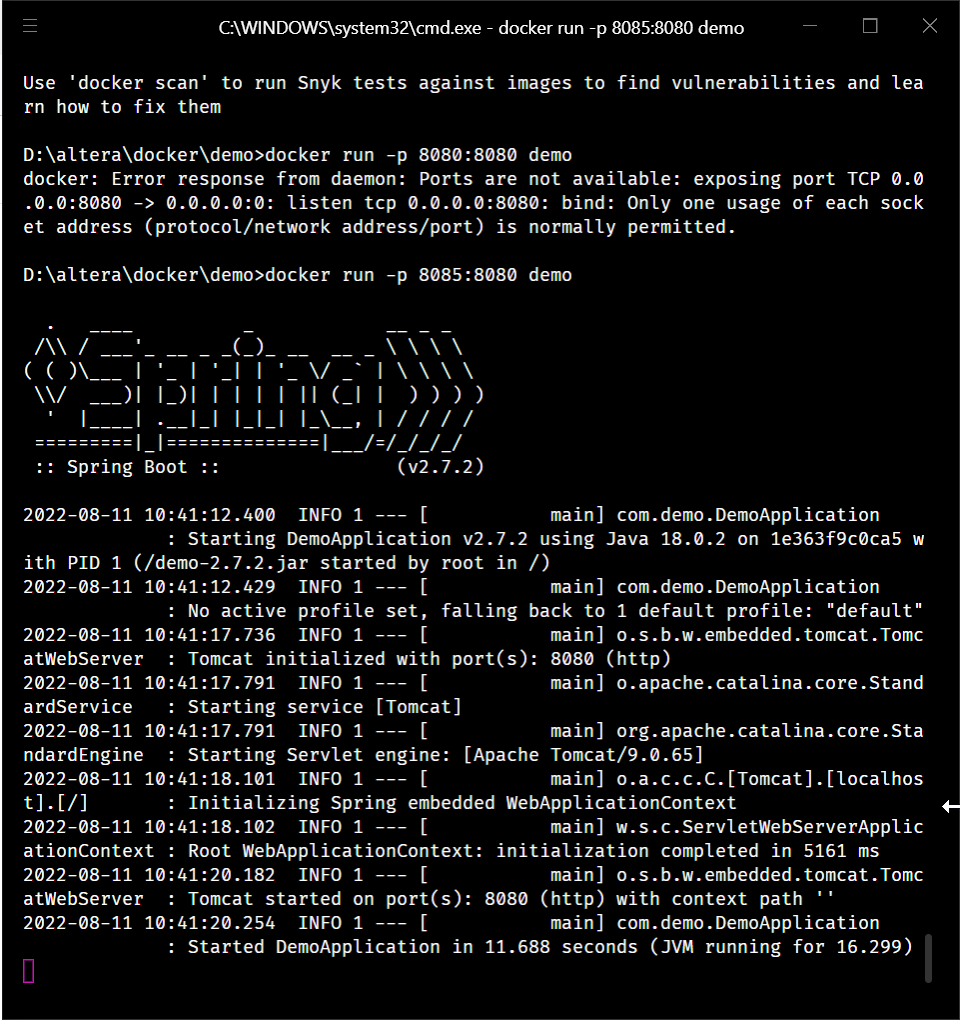 C:\WINDOWS\system32\cmd.exe - docker run -p 8085:8080 demo
Use 'docker scan' to run Snyk tests against images to find vulnerabilities and lea
rn how to fix them
D:\altera\docker\demo>docker run -p 8080:8080 demo
docker: Error response from daemon: Ports are not available: exposing port TCP 0.0
.0.0:8080 -> 0.0.0.0:0: listen tcp 0.0.0.0:8080: bind: Only one usage of each sock
et address (protocol/network address/port) is normally permitted.
D:\altera\docker\demo>docker run -p 8085:8080 demo
  .   ____          _            __ _ _
 /\\ / ___'_ __ _ _(_)_ __  __ _ \ \ \ \
( ( )\___ | '_ | '_| | '_ \/ _` | \ \ \ \
 \\/  ___)| |_)| | | | | || (_| |  ) ) ) )
  '  |____| .__|_| |_|_| |_\__, | / / / /
 =========|_|==============|___/=/_/_/_/
 :: Spring Boot ::                (v2.7.2)
2022-08-11 10:41:12.400  INFO 1 --- [           main] com.demo.DemoApplication
             : Starting DemoApplication v2.7.2 using Java 18.0.2 on 1e363f9c0ca5 w
ith PID 1 (/demo-2.7.2.jar started by root in /)
2022-08-11 10:41:12.429  INFO 1 --- [           main] com.demo.DemoApplication
             : No active profile set, falling back to 1 default profile: "default"
2022-08-11 10:41:17.736  INFO 1 --- [           main] o.s.b.w.embedded.tomcat.Tomc
atWebServer  : Tomcat initialized with port(s): 8080 (http)
2022-08-11 10:41:17.791  INFO 1 --- [           main] o.apache.catalina.core.Stand
ardService   : Starting service [Tomcat]
2022-08-11 10:41:17.791  INFO 1 --- [           main] org.apache.catalina.core.Sta
ndardEngine  : Starting Servlet engine: [Apache Tomcat/9.0.65]
2022-08-11 10:41:18.101  INFO 1 --- [           main] o.a.c.c.C.[Tomcat].[localhos
t].[/]       : Initializing Spring embedded WebApplicationContext
2022-08-11 10:41:18.102  INFO 1 --- [           main] w.s.c.ServletWebServerApplic
ationContext : Root WebApplicationContext: initialization completed in 5161 ms
2022-08-11 10:41:20.182  INFO 1 --- [           main] o.s.b.w.embedded.tomcat.Tomc
atWebServer  : Tomcat started on port(s): 8080 (http) with context path ''
2022-08-11 10:41:20.254  INFO 1 --- [           main] com.demo.DemoApplication
             : Started DemoApplication in 11.688 seconds (JVM running for 16.299)